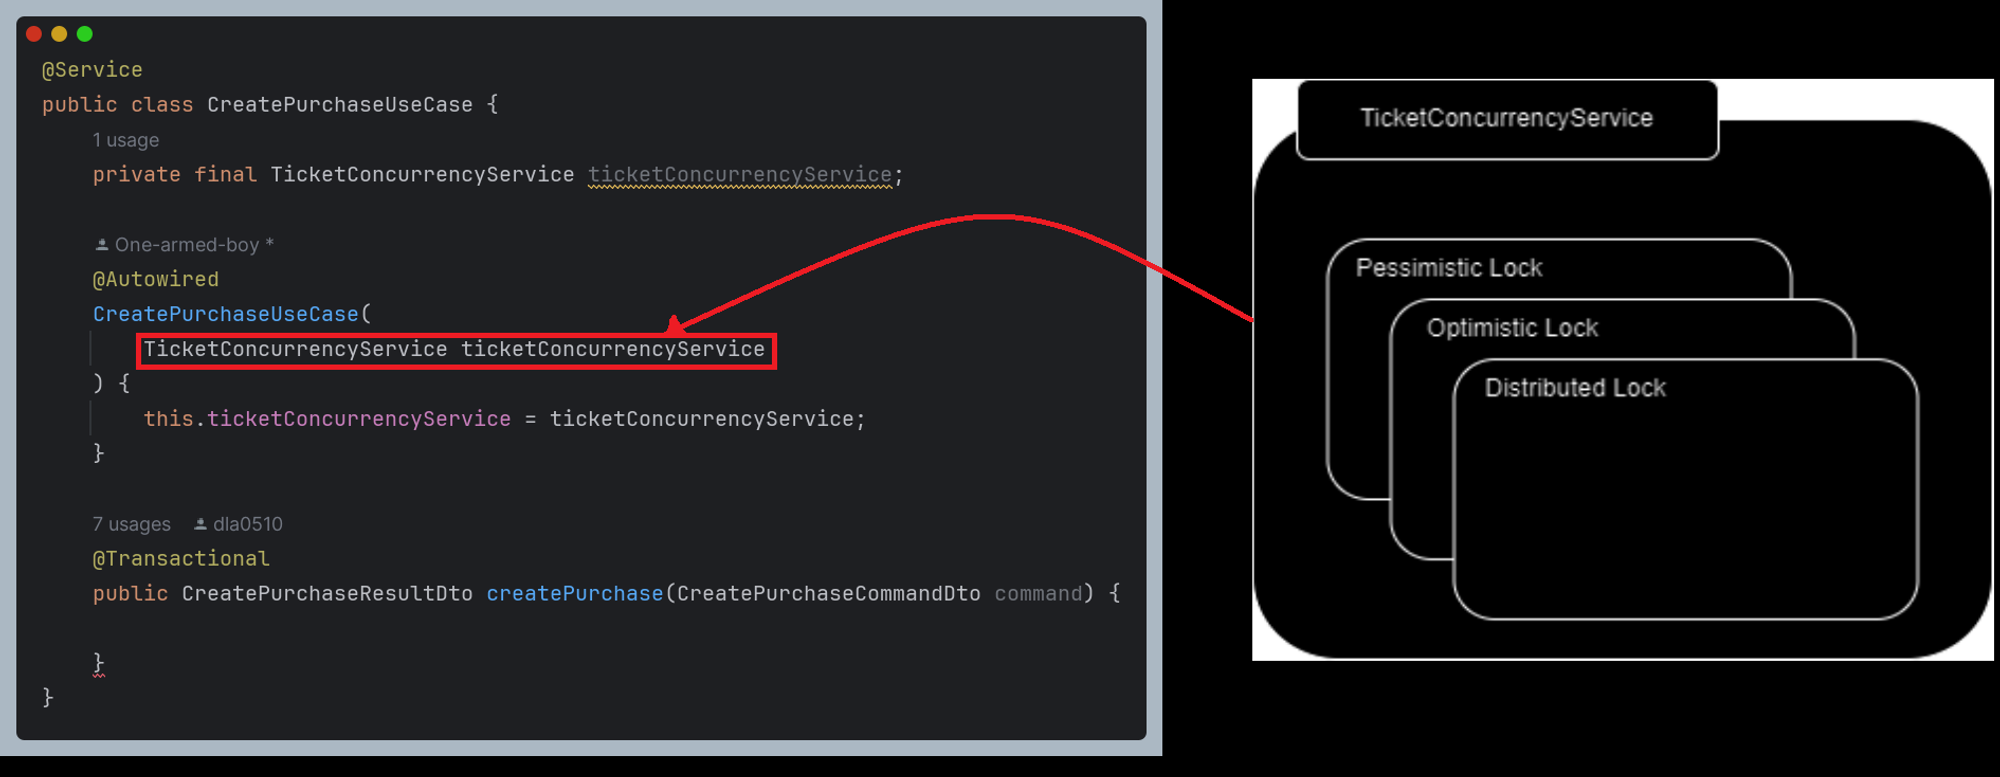 @Service
public class CreatePurchaseUseCase {
1 usage
private final TicketConcurrencyService ticketConcurrencyService;
One-armed-boy *
@Autowired
CreatePurchaseUseCase(
TicketConcurrencyService ticketConcurrencyService
) {
this.ticketConcurrencyService = ticketConcurrencyService;
}
7 usages dla0510
@Transactional
public CreatePurchaseResultDto createPurchase(CreatePurchaseCommandDto command) {
}
}
TicketConcurrencyService
Pessimistic Lock
Optimistic Lock
Distributed Lock